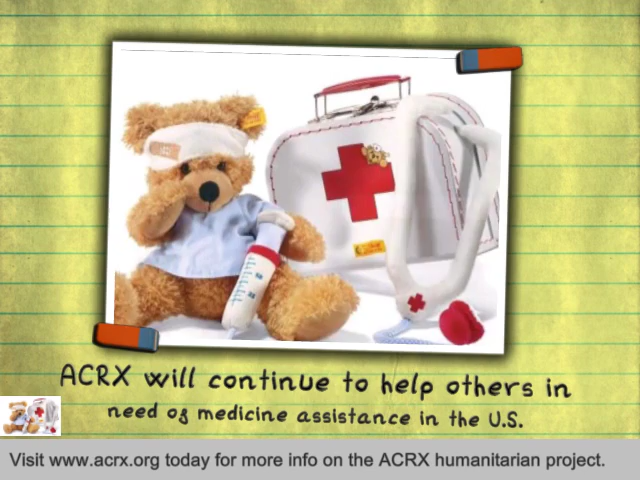 ACRX will continue to help others in
need of medicine assistance in the U.S.
Visit www.acrx.org today for more info on the ACRX humanitarian project.